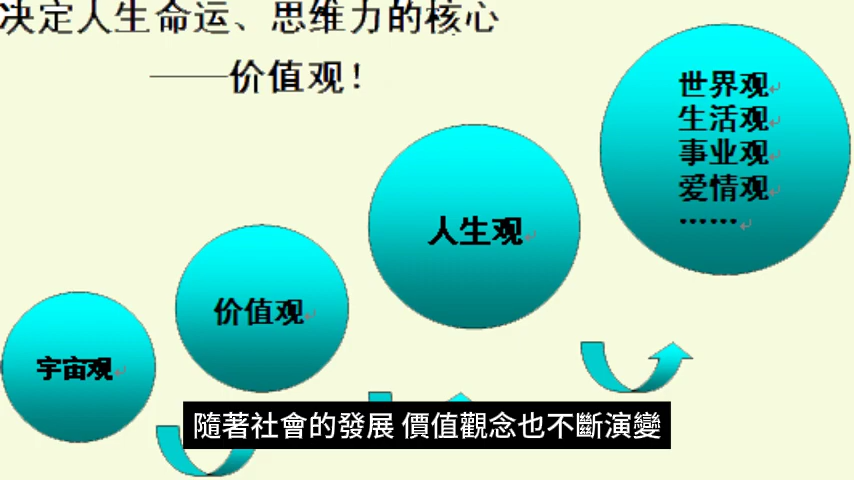 决定人生命运、思维力的核心
——价值观！
世界观
生活观
事业观
爱情观
……
人生观
价值观
宇宙观
隨著社會的發展 價值觀念也不斷演變